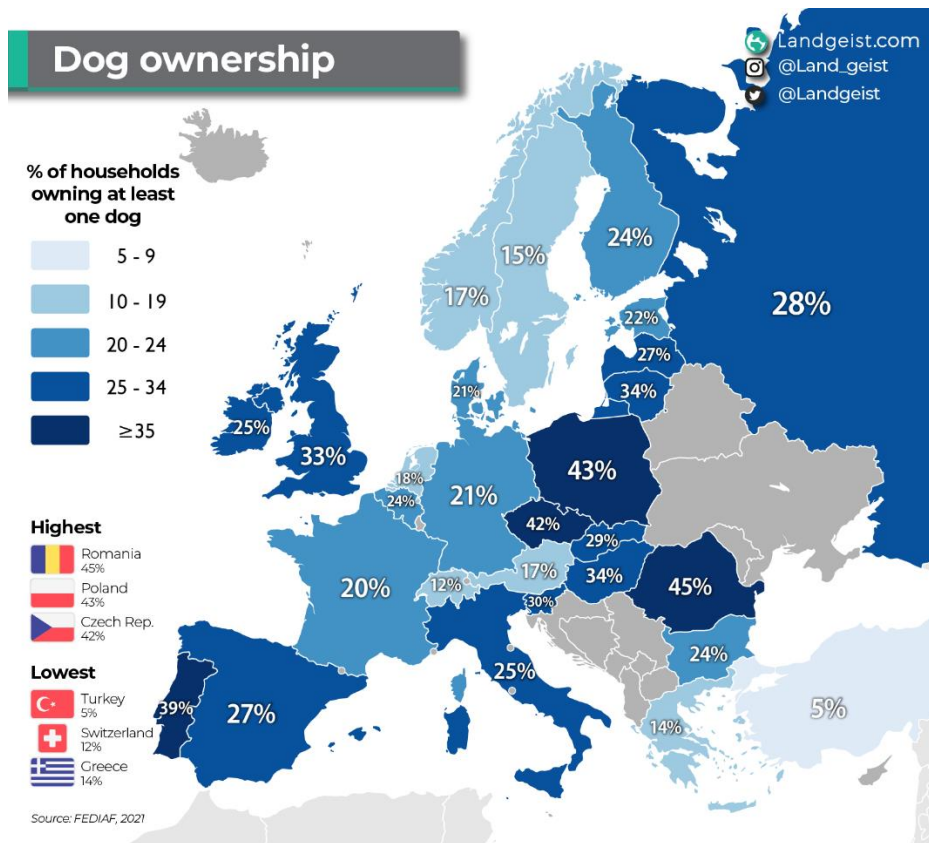 Dog ownership
Landgeist.com
@Land_geist
@Landgeist
% of households
owning at least
one dog
5 - 9
10 - 19
20 - 24
25 - 34
≥35
24%
15%
17%
28%
22%
27%
34%
21%
25%
33%
18%
24%
21%
43%
42%
29%
20%
12%
17%
34%
45%
30%
24%
25%
39%
27%
14%
5%
Highest
Romania
45%
Poland
43%
Czech Rep.
42%
Lowest
Turkey
5%
Switzerland
12%
Greece
14%
Source: FEDIAF, 2021